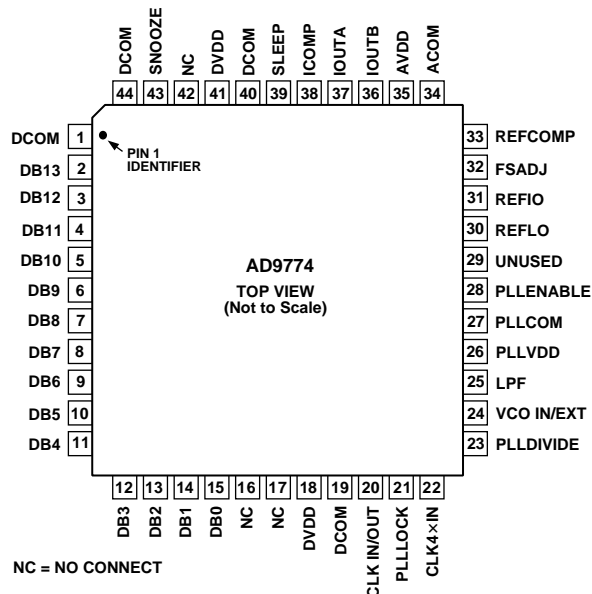 DCOM
SNOOZE
NC
DVDD
DCOM
SLEEP
ICOMP
IOUTA
IOUTB
AVDD
ACOM
44 43 42 41 40 39 38 37 36 35 34
DCOM 1
DB13 2
DB12 3
DB11 4
DB10 5
DB9 6
DB8 7
DB7 8
DB6 9
DB5 10
DB4 11
PIN 1
IDENTIFIER
AD9774
TOP VIEW
(Not to Scale)
33 REFCOMP
32 FSADJ
31 REFIO
30 REFLO
29 UNUSED
28 PLLENABLE
27 PLLCOM
26 PLLVDD
25 LPF
24 VCO IN/EXT
23 PLLDIVIDE
12 13 14 15 16 17 18 19 20 21 22
DB3
DB2
DB1
DB0
NC
NC
DVDD
DCOM
CLK IN/OUT
PLLLOCK
CLK4×IN
NC = NO CONNECT